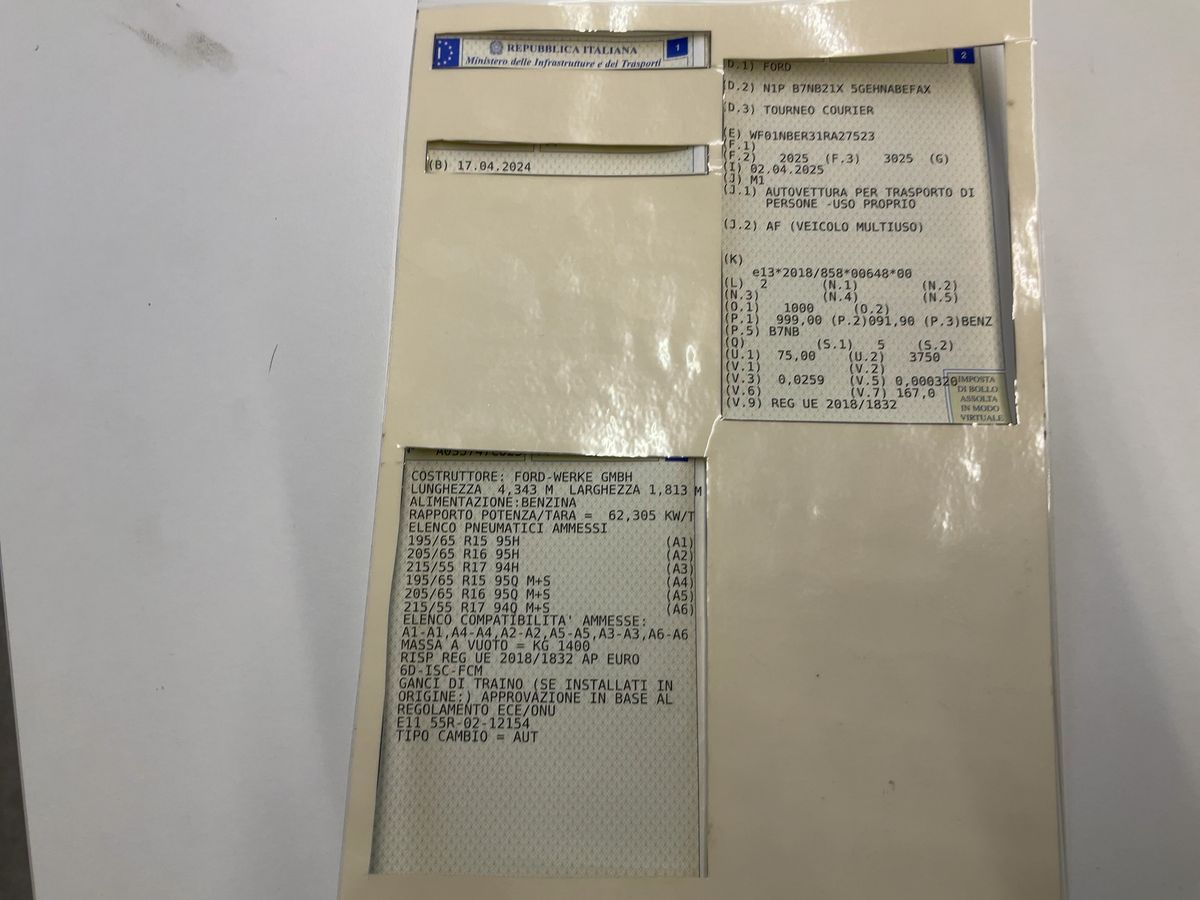 REPUBBLICA ITALIANA
1
Ministero delle Infrastrutture e dei Trasporti
(B) 17.04.2024
2
(D.1) FORD
(D.2) N1P B7NB21X 5GEHNABEFAX
(D.3) TOURNEO COURIER
(E) WF01NBER31RA27523
(F.1)
(F.2) 2025 (F.3) 3025 (G)
(I) 02.04.2025
(J) M1
(J.1) AUTOVETTURA PER TRASPORTO DI
PERSONE -USO PROPRIO
(J.2) AF (VEICOLO MULTIUSO)
(K)
e13*2018/858*00648*00
(L) 2 (N.1) (N.2)
(N.3) (N.4) (N.5)
(O.1) 1000 (O.2)
(P.1) 999,00 (P.2)091,90 (P.3)BENZ
(P.5) B7NB
(Q) (S.1) 5 (S.2)
(U.1) 75,00 (U.2) 3750
(V.1) (V.2)
(V.3) 0,0259 (V.5) 0,000320
(V.6) (V.7) 167,0
(V.9) REG UE 2018/1832
IMPOSTA
DI BOLLO
ASSOLTA
IN MODO
VIRTUALE
COSTRUTTORE: FORD-WERKE GMBH
LUNGHEZZA 4,343 M LARGHEZZA 1,813 M
ALIMENTAZIONE:BENZINA
RAPPORTO POTENZA/TARA = 62,305 KW/T
ELENCO PNEUMATICI AMMESSI
195/65 R15 95H (A1)
205/65 R16 95H (A2)
215/55 R17 94H (A3)
195/65 R15 95Q M+S (A4)
205/65 R16 95Q M+S (A5)
215/55 R17 94Q M+S (A6)
ELENCO COMPATIBILITA' AMMESSE:
A1-A1,A4-A4,A2-A2,A5-A5,A3-A3,A6-A6
MASSA A VUOTO = KG 1400
RISP REG UE 2018/1832 AP EURO
6D-ISC-FCM
GANCI DI TRAINO (SE INSTALLATI IN
ORIGINE:) APPROVAZIONE IN BASE AL
REGOLAMENTO ECE/ONU
E11 55R-02-12154
TIPO CAMBIO = AUT